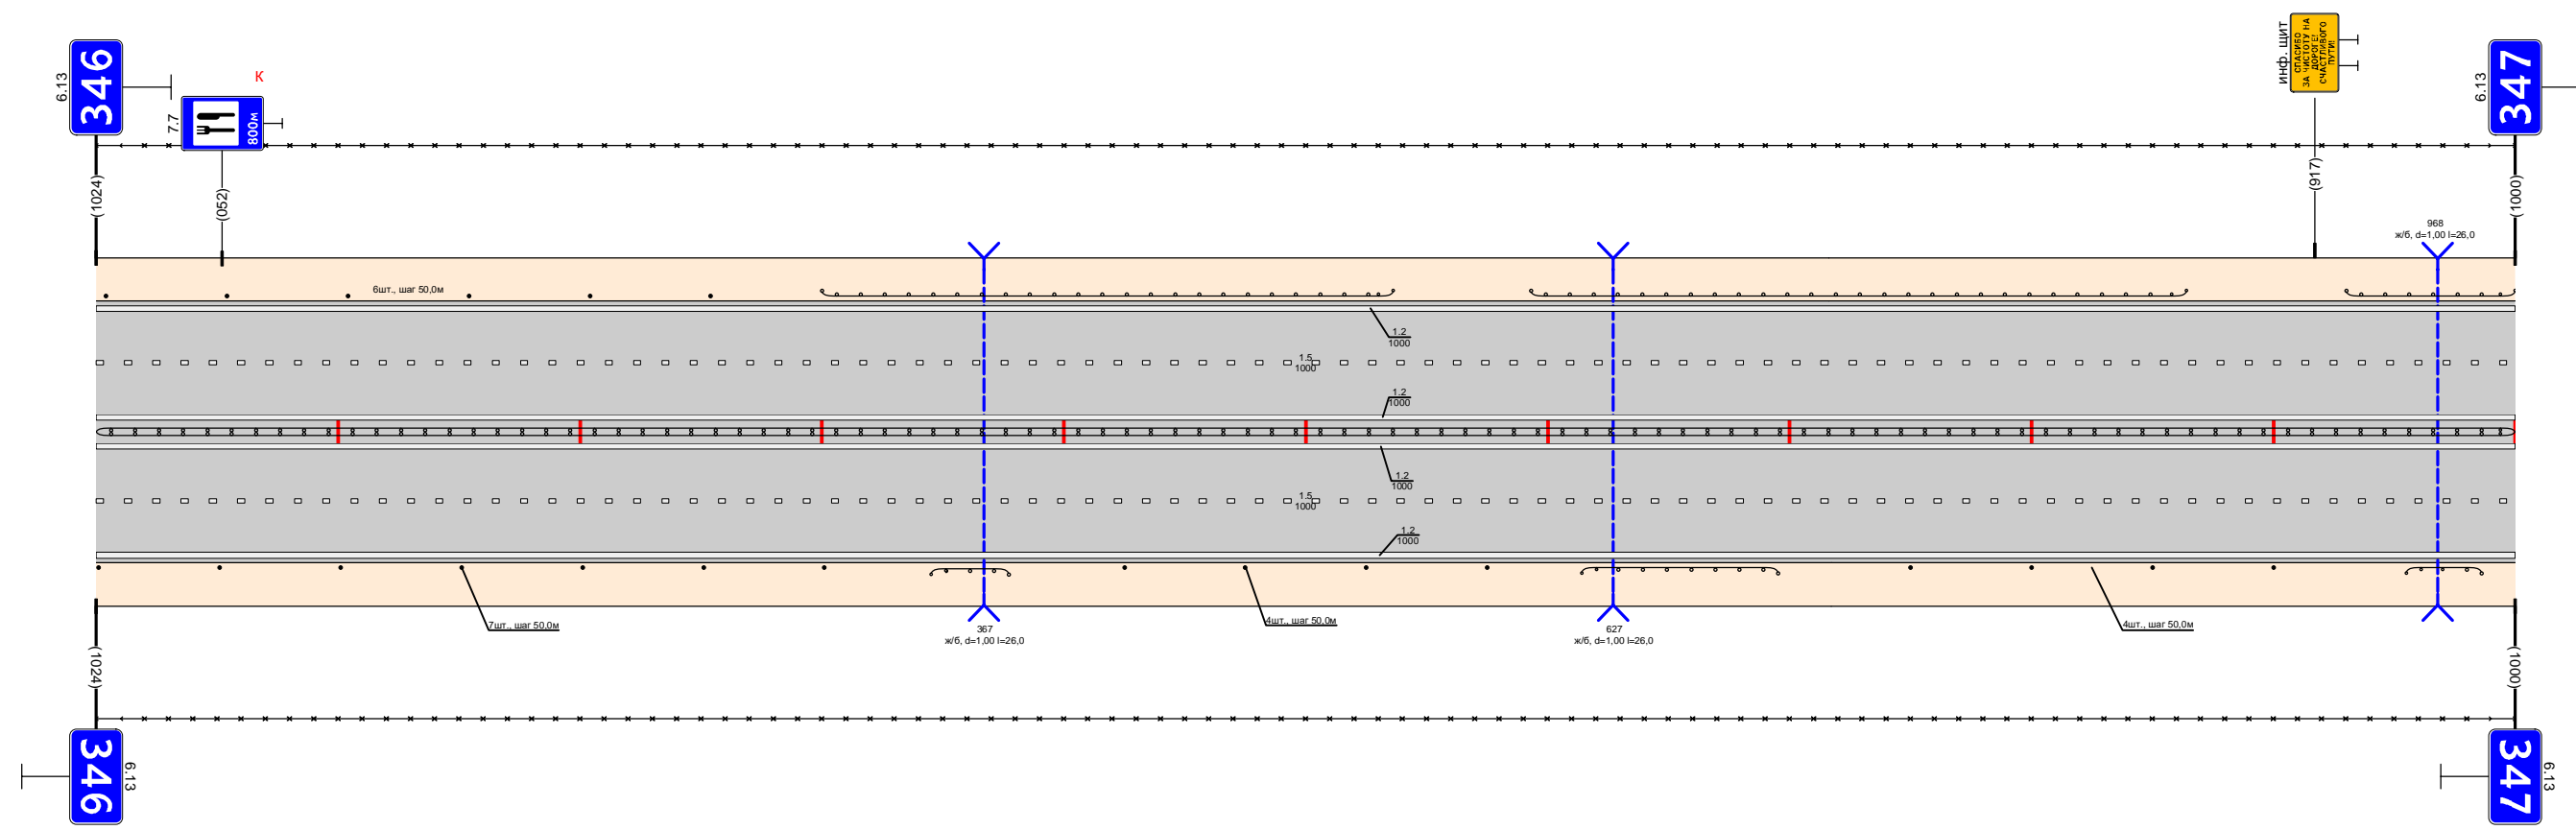 346
6.13
К
7.7
800м
(1024)
(052)
инф. щит
СПАСИБО
ЗА ЧИСТОТУ НА
ДОРОГЕ!
СЧАСТЛИВОГО
ПУТИ!
(917)
347
6.13
(1000)
968
ж/б, d=1,00 l=26,0
6шт., шаг 50,0м
1.2
1000
1.5
1000
1.2
1000
1.2
1000
1.5
1000
1.2
1000
7шт., шаг 50,0м
367
ж/б, d=1,00 l=26,0
4шт., шаг 50,0м
627
ж/б, d=1,00 l=26,0
4шт., шаг 50,0м
(1024)
346
6.13
(1000)
347
6.13